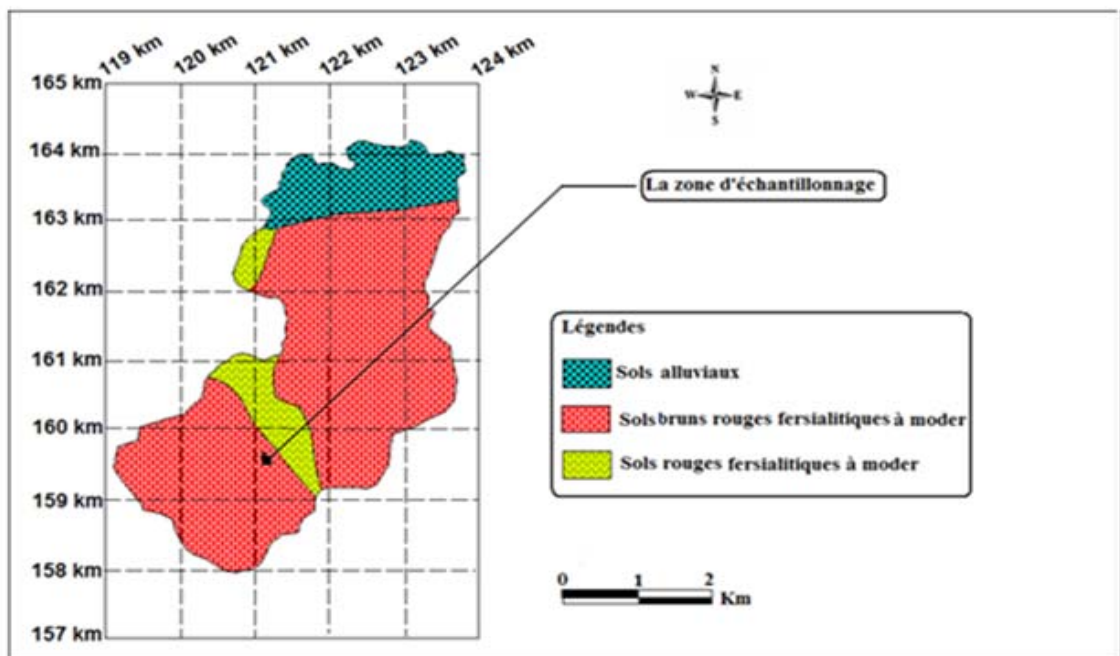 119 km 120 km 121 km 122 km 123 km 124 km
165 km
164 km
163 km
162 km
161 km
160 km
159 km
158 km
157 km
N
W E
S
La zone d'échantillonnage
Légendes
Sols alluviaux
Sols bruns rouges fersialitiques à moder
Sols rouges fersialitiques à moder
0 1 2
Km